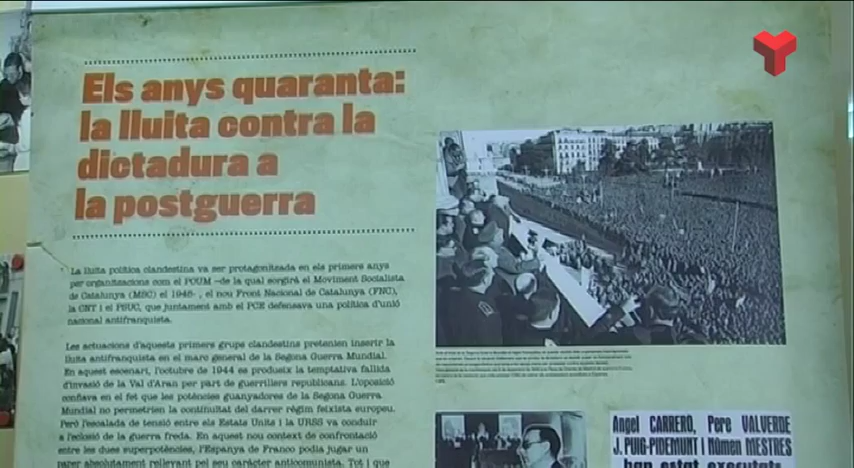 Els anys quaranta:
la lluita contra la
dictadura a
la postguerra
La lluita política clandestina va ser protagonitzada en els primers anys
per organitzacions com el POUM –de la qual sorgirà el Moviment Socialista
de Catalunya (MSC) el 1945- , el nou Front Nacional de Catalunya (FNC),
la CNT i el PSUC, que juntament amb el PCE defensava una política d'unió
nacional antifranquista.
Les actuacions d'aquests primers grups clandestins pretenien inserir la
lluita antifranquista en el marc general de la Segona Guerra Mundial.
En aquest escenari, l'octubre de 1944 es produeix la temptativa fallida
d'invasió de la Val d'Aran per part de guerrillers republicans. L'oposició
confiava en el fet que les potències guanyadores de la Segona Guerra
Mundial no permetrien la continuïtat del darrer règim feixista europeu.
Però l'escalada de tensió entre els Estats Units i la URSS va conduir
a l'eclosió de la guerra freda. En aquest nou context de confrontació
entre les dues superpotències, l'Espanya de Franco podia jugar un
paper absolutament rellevant pel seu caràcter anticomunista. Tot i que
Angel CARRERÓ, Pere VALVERDE
J. PUIG-PIDEMUNT i Númen MESTRES
han estat executats